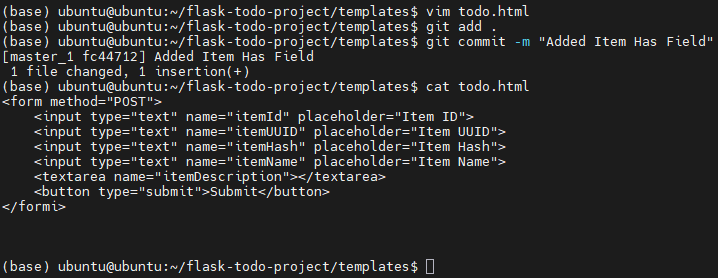 (base) ubuntu@ubuntu:~/flask-todo-project/templates$ vim todo.html
(base) ubuntu@ubuntu:~/flask-todo-project/templates$ git add .
(base) ubuntu@ubuntu:~/flask-todo-project/templates$ git commit -m "Added Item Has Field"
[master_1 fc44712] Added Item Has Field
 1 file changed, 1 insertion(+)
(base) ubuntu@ubuntu:~/flask-todo-project/templates$ cat todo.html
<form method="POST">
    <input type="text" name="itemId" placeholder="Item ID">
    <input type="text" name="itemUUID" placeholder="Item UUID">
    <input type="text" name="itemHash" placeholder="Item Hash">
    <input type="text" name="itemName" placeholder="Item Name">
    <textarea name="itemDescription"></textarea>
    <button type="submit">Submit</button>
</formi>
(base) ubuntu@ubuntu:~/flask-todo-project/templates$